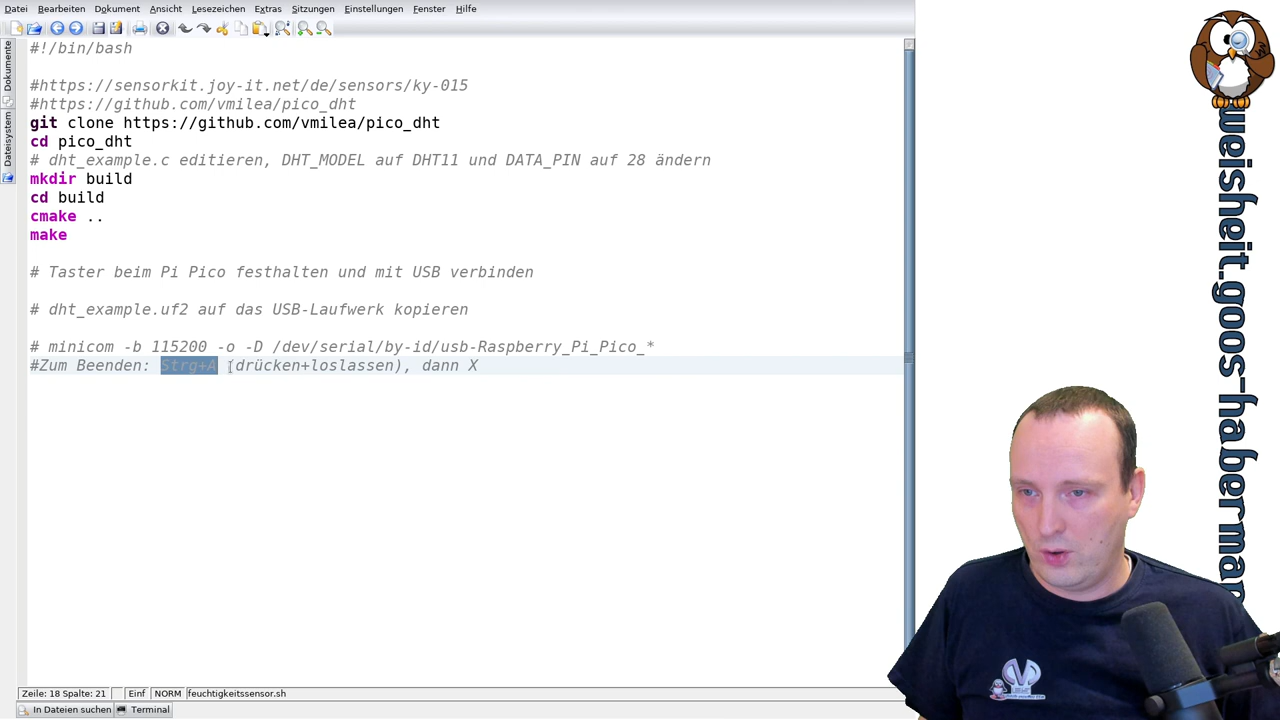 Datei Bearbeiten Dokument Ansicht Lesezeichen Extras Sitzungen Einstellungen Fenster Hilfe
Dokumente
Dateisystem
#!/bin/bash
#https://sensorkit.joy-it.net/de/sensors/ky-015
#https://github.com/vmilea/pico_dht
git clone https://github.com/vmilea/pico_dht
cd pico_dht
# dht_example.c editieren, DHT_MODEL auf DHT11 und DATA_PIN auf 28 ändern
mkdir build
cd build
cmake ..
make
# Taster beim Pi Pico festhalten und mit USB verbinden
# dht_example.uf2 auf das USB-Laufwerk kopieren
# minicom -b 115200 -o -D /dev/serial/by-id/usb-Raspberry_Pi_Pico_*
#Zum Beenden: Strg+A (drücken+loslassen), dann X
Zeile: 18 Spalte: 21 Einf NORM feuchtigkeitssensor.sh
In Dateien suchen Terminal
weisheit.goos-haberman